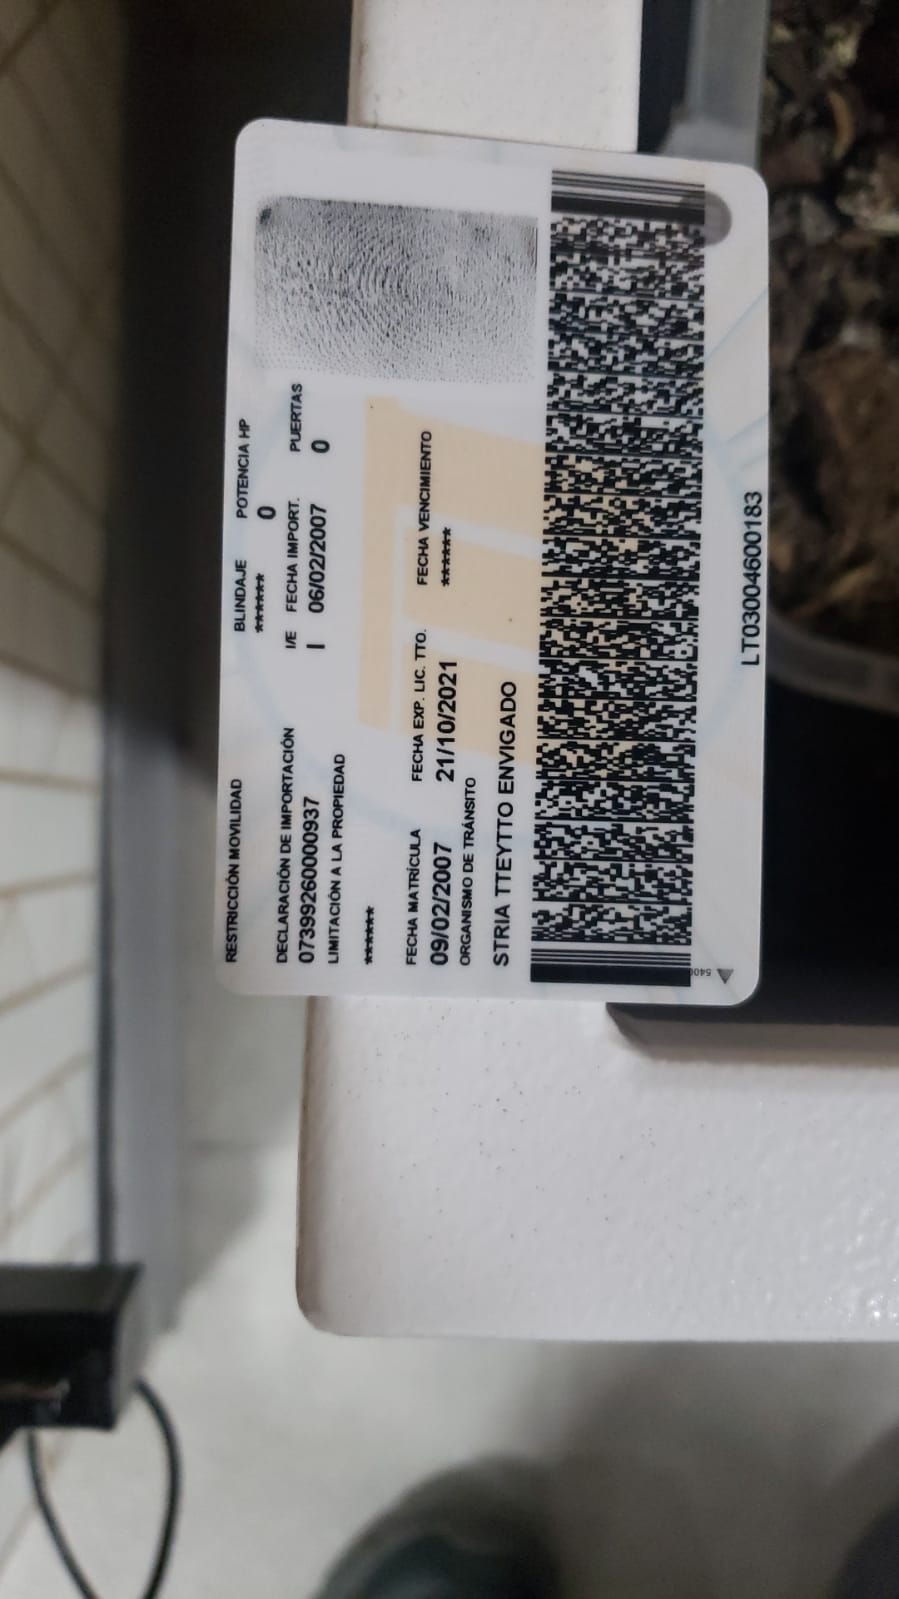 RESTRICCIÓN MOVILIDAD BLINDAJE POTENCIA HP
****** 0
DECLARACIÓN DE IMPORTACIÓN I/E FECHA IMPORT. PUERTAS
07399260000937 I 06/02/2007 0
LIMITACIÓN A LA PROPIEDAD
******
FECHA MATRÍCULA FECHA EXP. LIC. TTO. FECHA VENCIMIENTO
09/02/2007 21/10/2021 ******
ORGANISMO DE TRÁNSITO
STRIA TTEYTTO ENVIGADO
LT03004600183